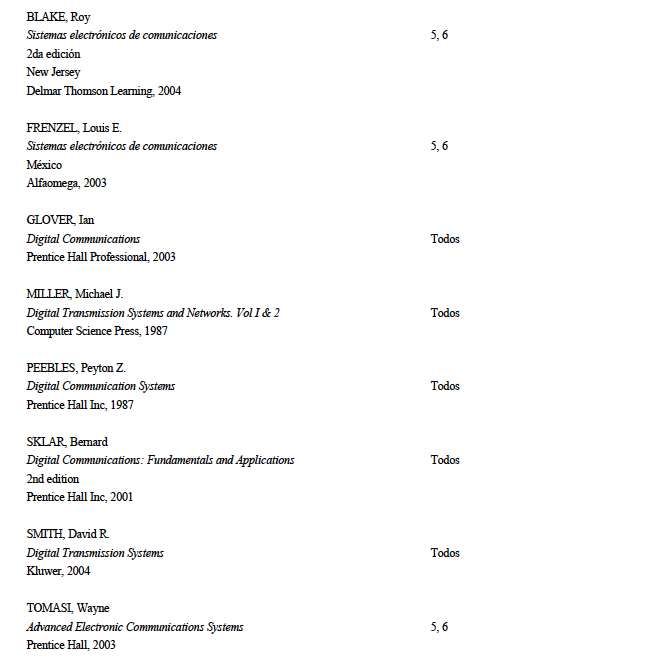 BLAKE, Roy
Sistemas electrónicos de comunicaciones 5, 6
2da edición
New Jersey
Delmar Thomson Learning, 2004
FRENZEL, Louis E.
Sistemas electrónicos de comunicaciones 5, 6
México
Alfaomega, 2003
GLOVER, Ian
Digital Communications Todos
Prentice Hall Professional, 2003
MILLER, Michael J.
Digital Transmission Systems and Networks. Vol I & 2 Todos
Computer Science Press, 1987
PEEBLES, Peyton Z.
Digital Communication Systems Todos
Prentice Hall Inc, 1987
SKLAR, Bernard
Digital Communications: Fundamentals and Applications Todos
2nd edition
Prentice Hall Inc, 2001
SMITH, David R.
Digital Transmission Systems Todos
Kluwer, 2004
TOMASI, Wayne
Advanced Electronic Communications Systems 5, 6
Prentice Hall, 2003